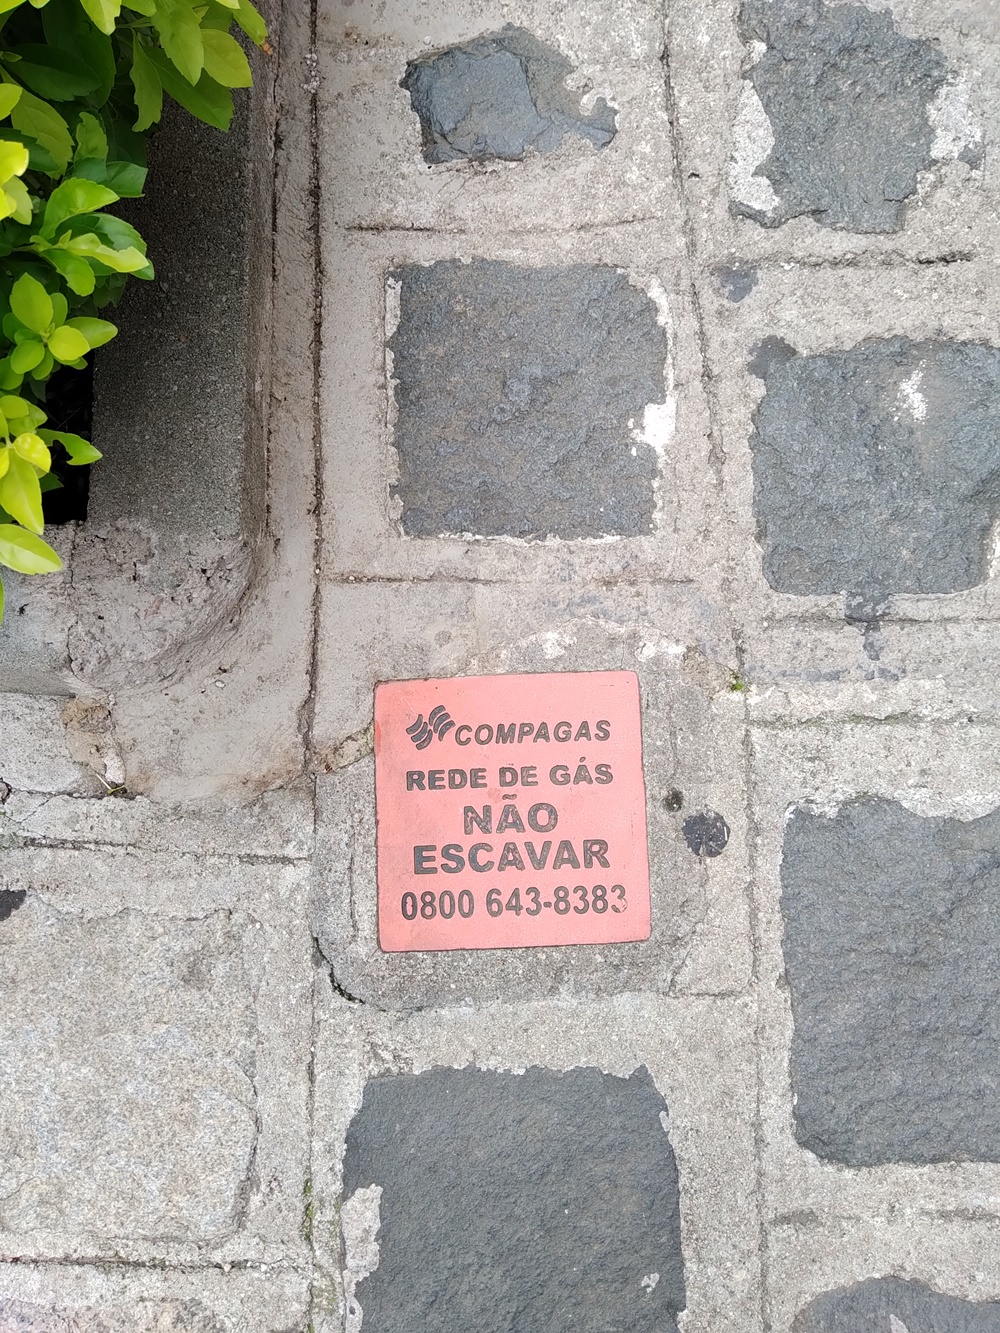 COMPAGAS
REDE DE GÁS
NÃO
ESCAVAR
0800 643-8383